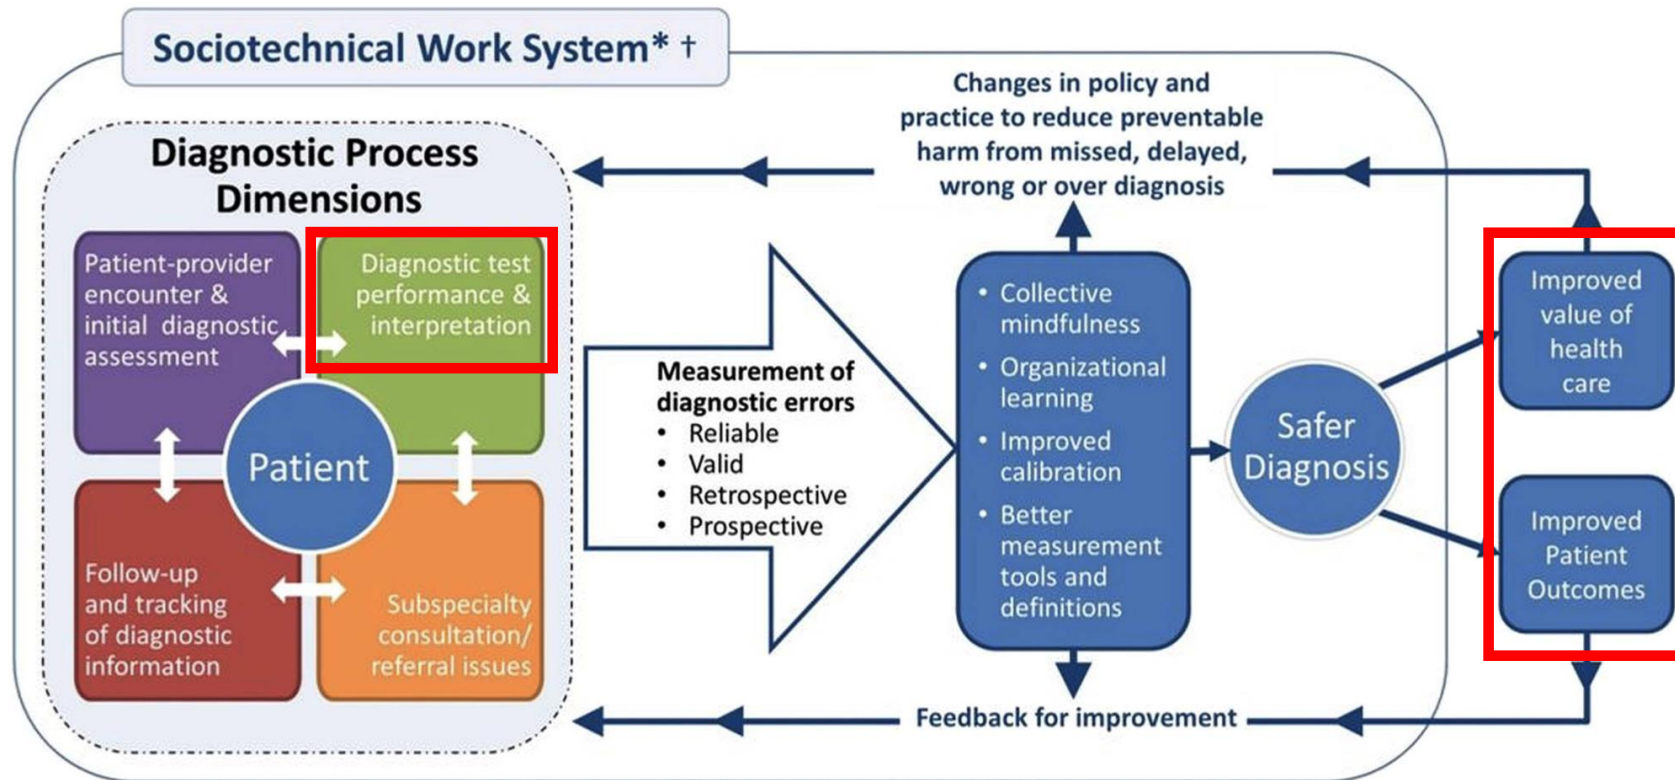 Sociotechnical Work System* †
Diagnostic Process
Dimensions
Patient-provider
encounter &
initial diagnostic
assessment
Diagnostic test
performance &
interpretation
Patient
Follow-up
and tracking
of diagnostic
information
Subspecialty
consultation/
referral issues
Measurement of
diagnostic errors
• Reliable
• Valid
• Retrospective
• Prospective
Changes in policy and
practice to reduce preventable
harm from missed, delayed,
wrong or over diagnosis
• Collective
mindfulness
• Organizational
learning
• Improved
calibration
• Better
measurement
tools and
definitions
Feedback for improvement
Safer
Diagnosis
Improved
value of
health
care
Improved
Patient
Outcomes